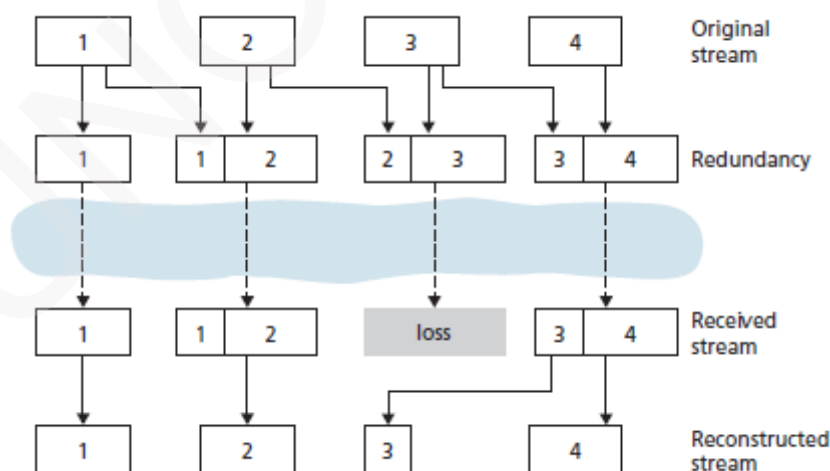 1 2 3 4 Original
stream
1 1 2 2 3 3 4 Redundancy
1 1 2 loss 3 4 Received
stream
1 2 3 4 Reconstructed
stream